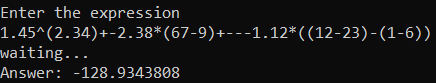 Enter the expression
1.45^(2.34)+-2.38*(67-9)+---1.12*((12-23)-(1-6))
waiting...
Answer: -128.9343808